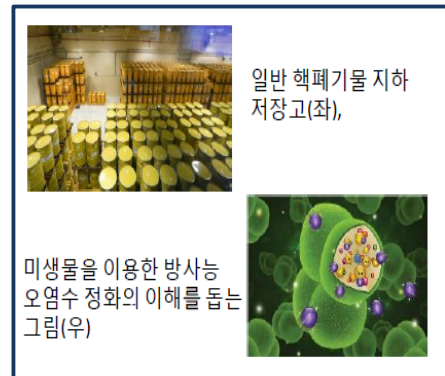 일반 핵폐기물 지하
저장고(좌),
미생물을 이용한 방사능
오염수 정화의 이해를 돕는
그림(우)